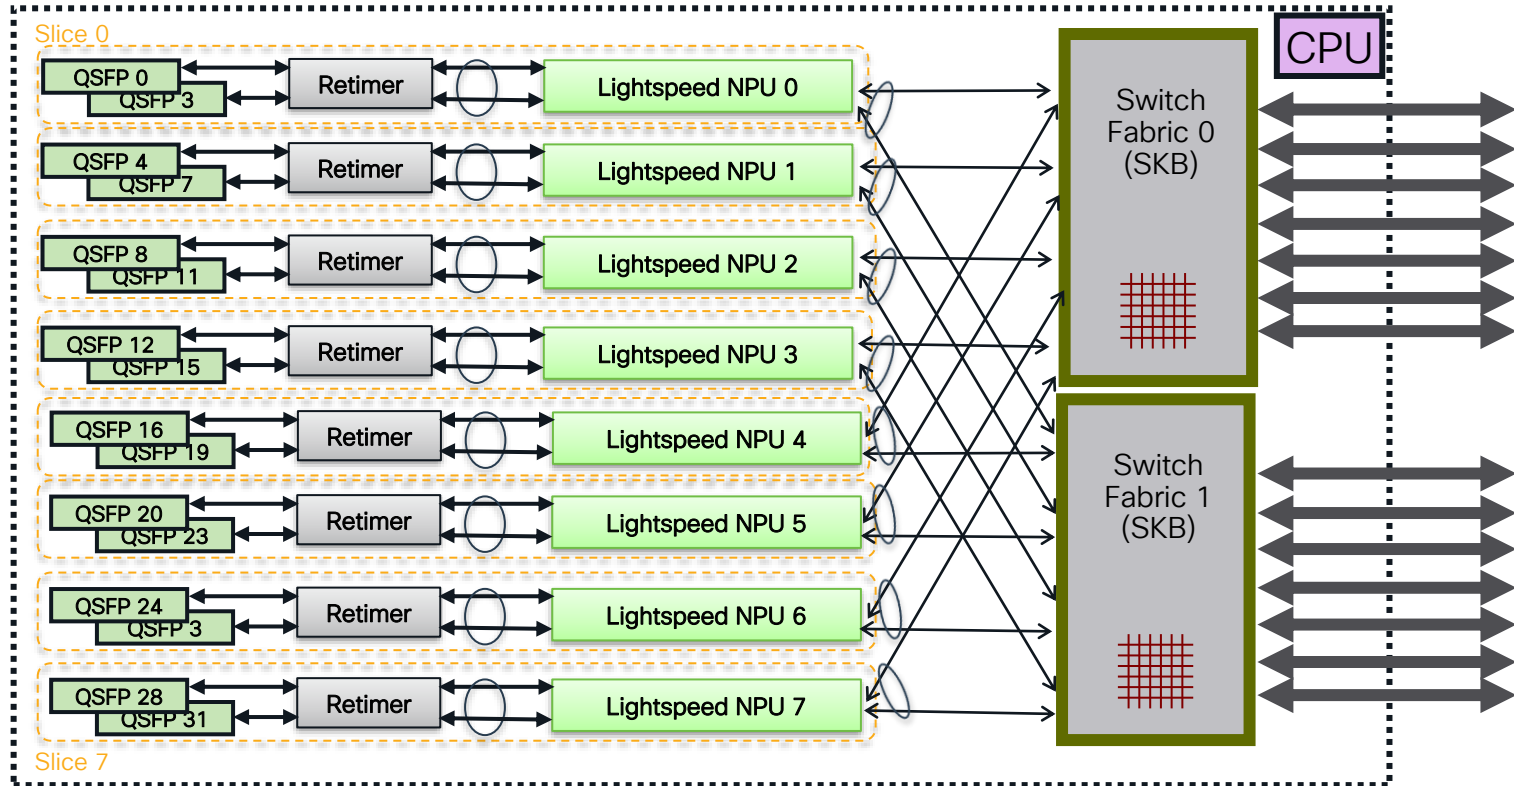 Slice 0
QSFP 0
QSFP 3
Retimer
Lightspeed NPU 0
QSFP 4
QSFP 7
Retimer
Lightspeed NPU 1
QSFP 8
QSFP 11
Retimer
Lightspeed NPU 2
QSFP 12
QSFP 15
Retimer
Lightspeed NPU 3
QSFP 16
QSFP 19
Retimer
Lightspeed NPU 4
QSFP 20
QSFP 23
Retimer
Lightspeed NPU 5
QSFP 24
QSFP 3
Retimer
Lightspeed NPU 6
QSFP 28
QSFP 31
Retimer
Lightspeed NPU 7
Slice 7
Switch
Fabric 0
(SKB)
Switch
Fabric 1
(SKB)
CPU